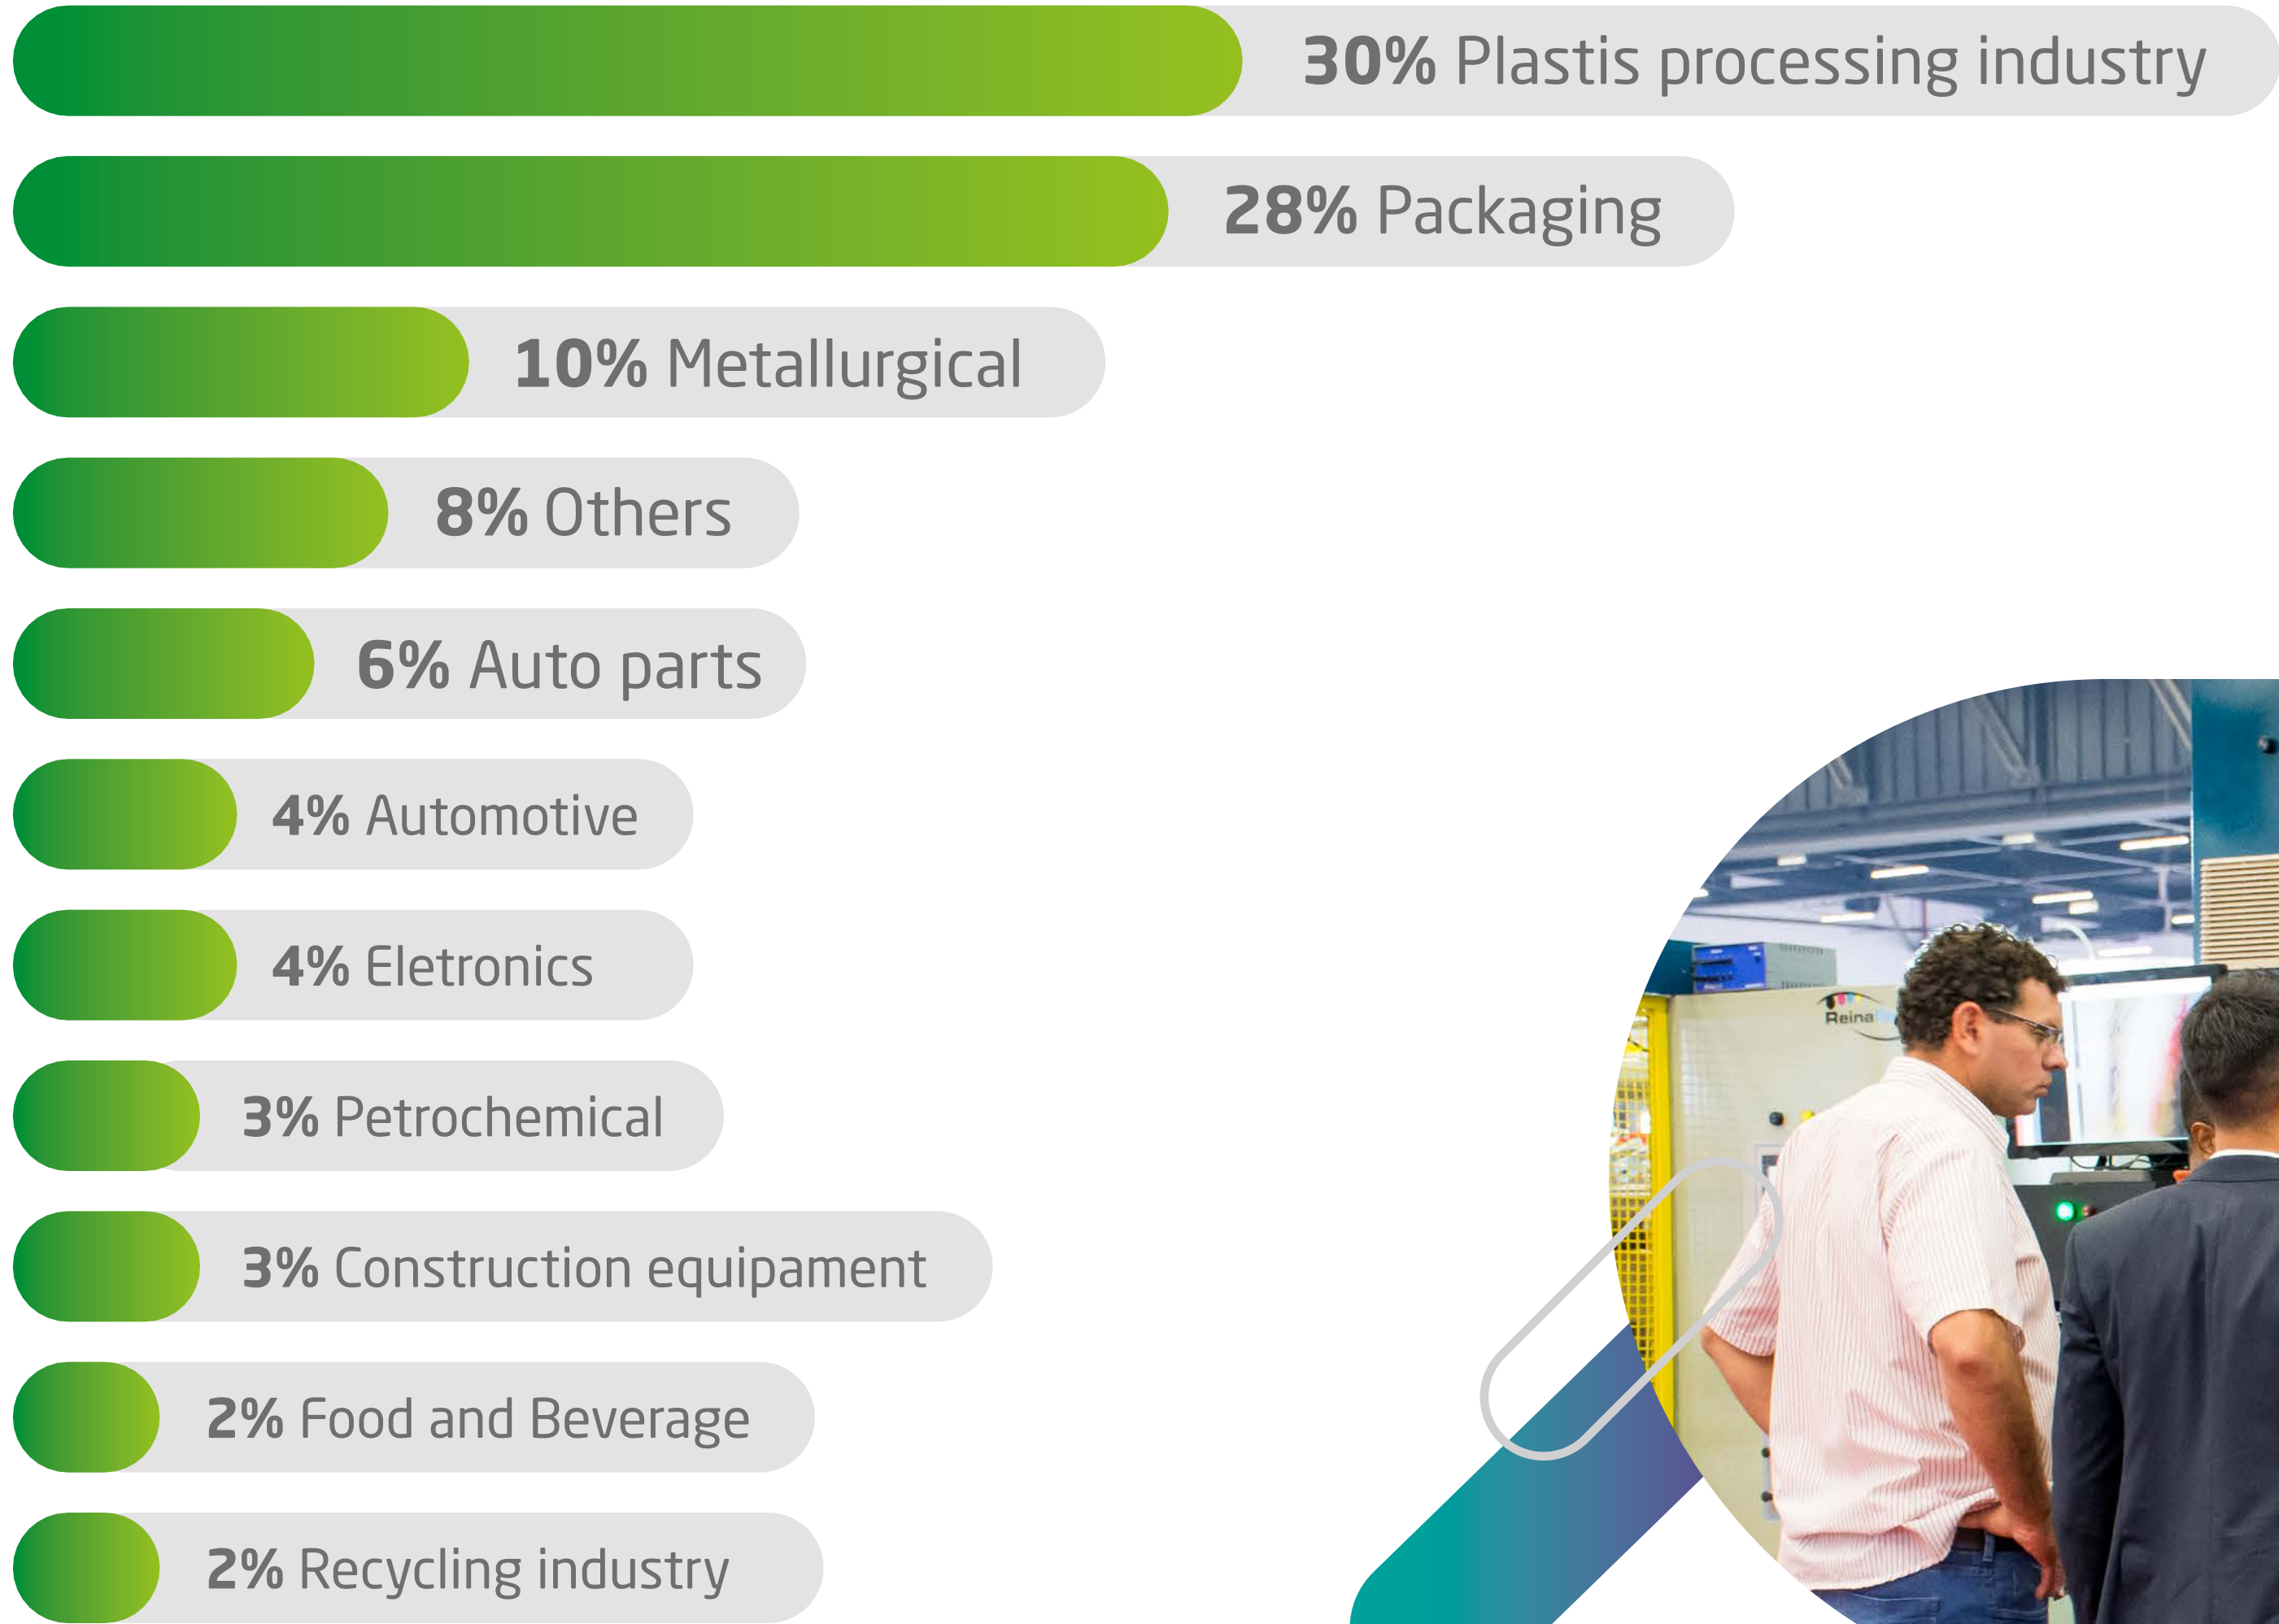 30% Plastis processing industry
28% Packaging
10% Metallurgical
8% Others
6% Auto parts
4% Automotive
4% Eletronics
3% Petrochemical
3% Construction equipament
2% Food and Beverage
2% Recycling industry